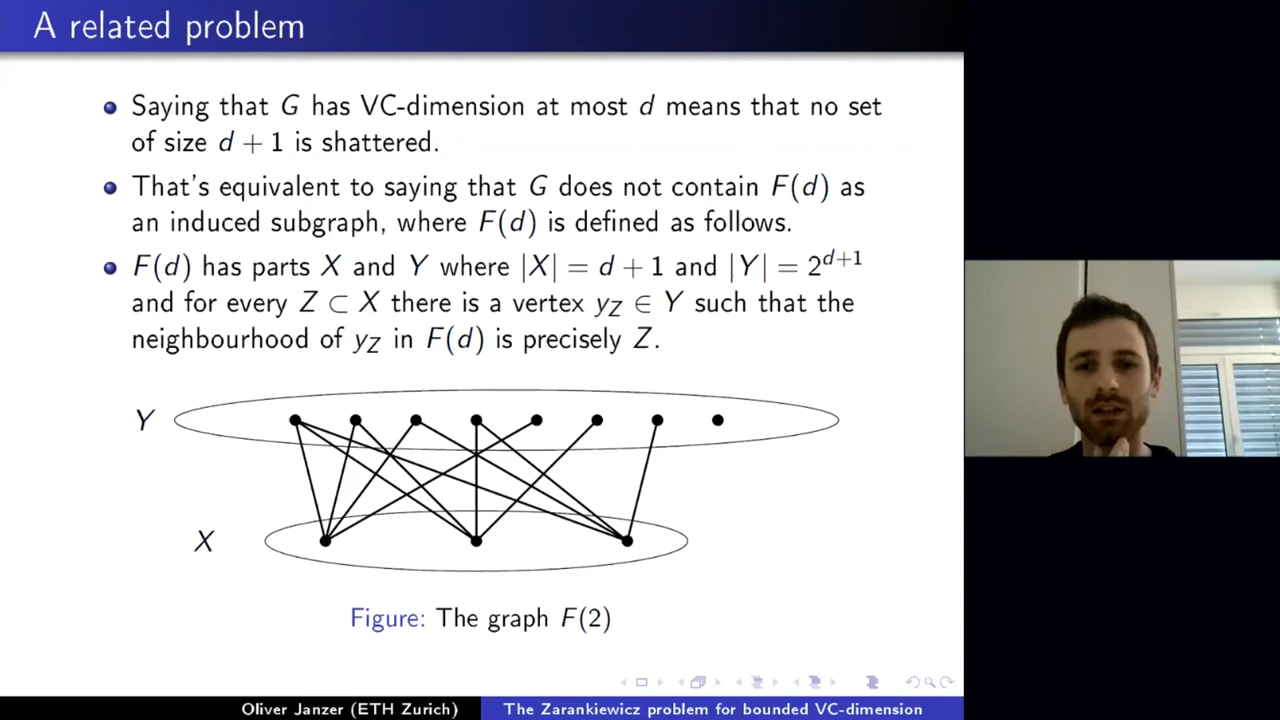 A related problem
Saying that G has VC-dimension at most d means that no set
of size d + 1 is shattered.
That's equivalent to saying that G does not contain F(d) as
an induced subgraph, where F(d) is defined as follows.
F(d) has parts X and Y where |X| = d + 1 and |Y| = 2^{d+1}
and for every Z ⊂ X there is a vertex y_Z ∈ Y such that the
neighbourhood of y_Z in F(d) is precisely Z.
Y
X
Figure: The graph F(2)
Oliver Janzer (ETH Zurich)
The Zarankiewicz problem for bounded VC-dimension